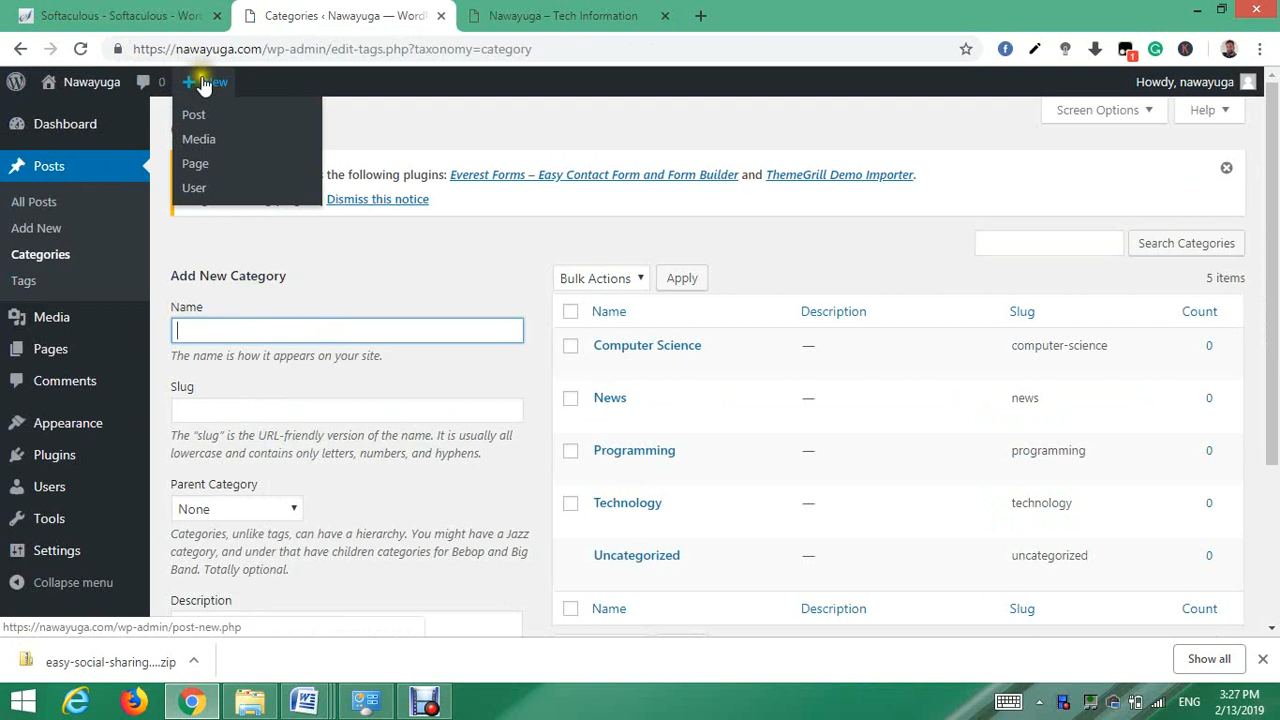 Softaculous - Softaculous - Wor
Categories ‹ Nawayuga — Word
Nawayuga – Tech Information
https://nawayuga.com/wp-admin/edit-tags.php?taxonomy=category
1
Nawayuga
0
New
Howdy, nawayuga
Post
Media
Page
User
Screen Options
Help
Dashboard
Posts
All Posts
Add New
Categories
Tags
Media
Pages
Comments
Appearance
Plugins
Users
Tools
Settings
Collapse menu
the following plugins: Everest Forms – Easy Contact Form and Form Builder and ThemeGrill Demo Importer.
Dismiss this notice
Search Categories
Add New Category
Bulk Actions
Apply
5 items
Name
The name is how it appears on your site.
Slug
The “slug” is the URL-friendly version of the name. It is usually all
lowercase and contains only letters, numbers, and hyphens.
Parent Category
None
Categories, unlike tags, can have a hierarchy. You might have a Jazz
category, and under that have children categories for Bebop and Big
Band. Totally optional.
Description
Name Description Slug Count
Computer Science — computer-science 0
News — news 0
Programming — programming 0
Technology — technology 0
Uncategorized — uncategorized 0
Name Description Slug Count
https://nawayuga.com/wp-admin/post-new.php
easy-social-sharing....zip
Show all
ENG
3:27 PM
2/13/2019